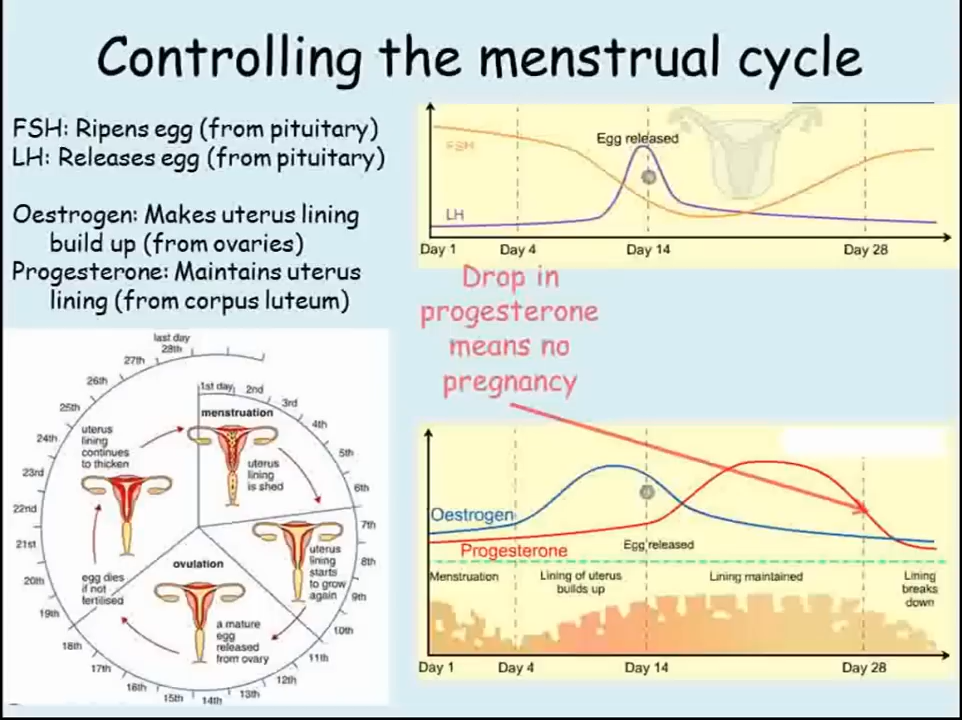 Controlling the menstrual cycle
FSH: Ripens egg (from pituitary)
LH: Releases egg (from pituitary)
Oestrogen: Makes uterus lining
build up (from ovaries)
Progesterone: Maintains uterus
lining (from corpus luteum)
Egg released
FSH
LH
Day 1
Day 4
Day 14
Day 28
Drop in
progesterone
means no
pregnancy
last day
28th
27th
26th
25th
24th
23rd
22nd
21st
20th
19th
18th
17th
16th
15th
14th
13th
12th
11th
10th
9th
8th
7th
6th
5th
4th
3rd
2nd
1st day
menstruation
uterus
lining
is shed
uterus
lining
continues
to thicken
uterus
lining
starts
to grow
again
ovulation
egg dies
if not
fertilised
a mature
egg
released
from ovary
Oestrogen
Progesterone
Egg released
Menstruation
Lining of uterus
builds up
Lining maintained
Lining
breaks
down
Day 1
Day 4
Day 14
Day 28